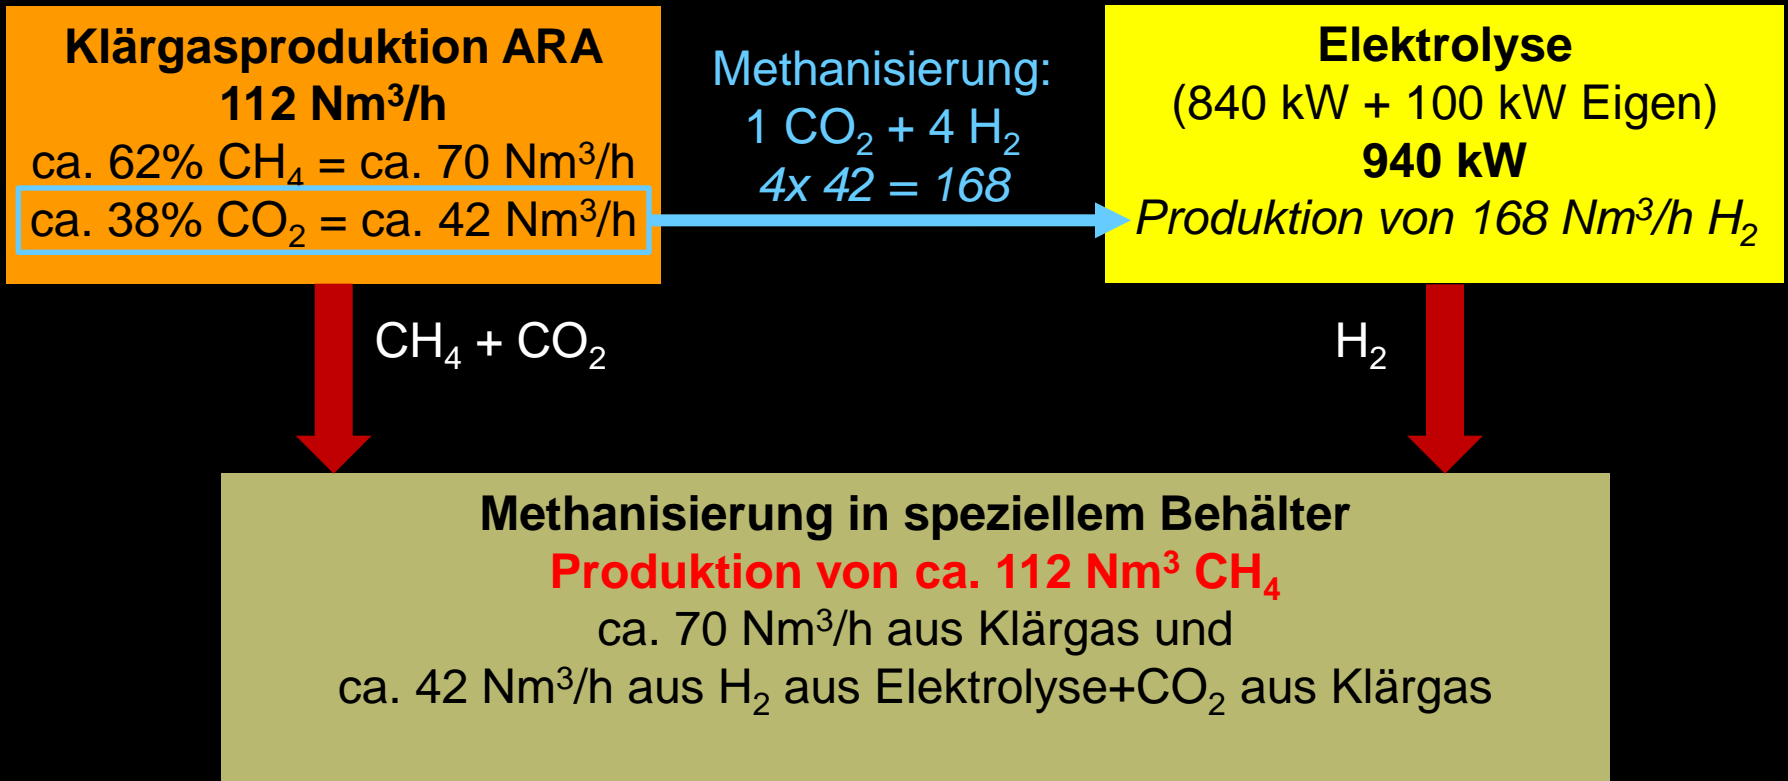 Klärgasproduktion ARA
112 Nm³/h
ca. 62% CH₄ = ca. 70 Nm³/h
ca. 38% CO₂ = ca. 42 Nm³/h
Methanisierung:
1 CO₂ + 4 H₂
4x 42 = 168
Elektrolyse
(840 kW + 100 kW Eigen)
940 kW
Produktion von 168 Nm³/h H₂
CH₄ + CO₂
H₂
Methanisierung in speziellem Behälter
Produktion von ca. 112 Nm³ CH₄
ca. 70 Nm³/h aus Klärgas und
ca. 42 Nm³/h aus H₂ aus Elektrolyse+CO₂ aus Klärgas